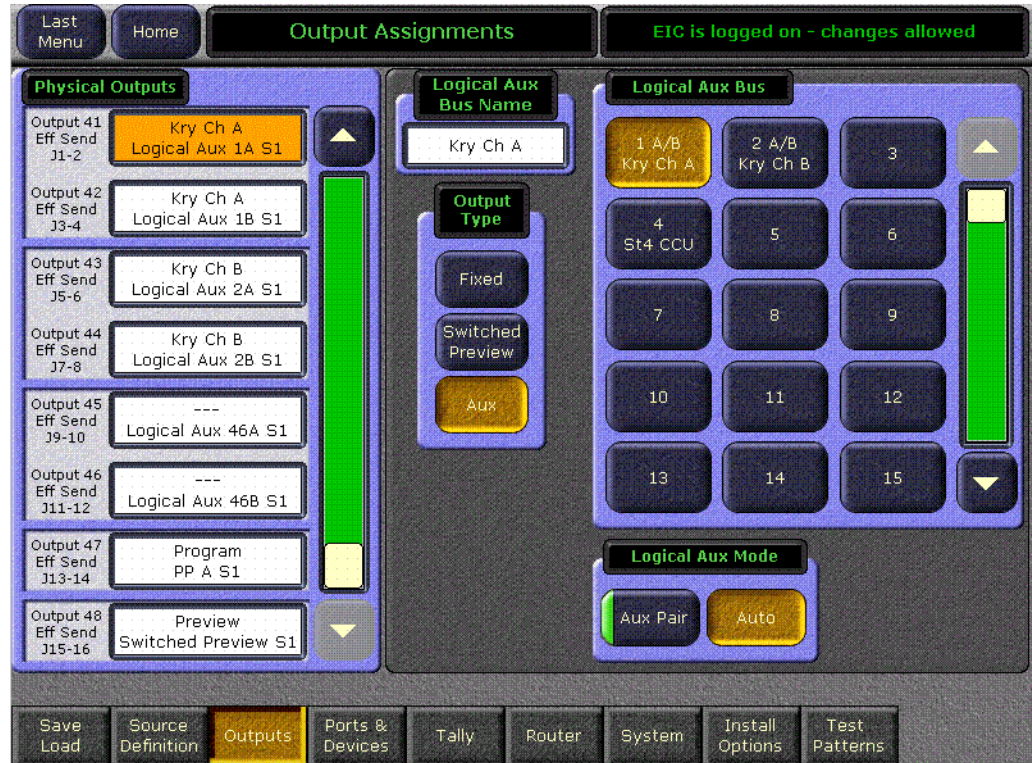 Last
Menu
Home
Output Assignments
EIC is logged on - changes allowed
Physical Outputs
Output 41
Eff Send
J1-2
Kry Ch A
Logical Aux 1A S1
Output 42
Eff Send
J3-4
Kry Ch A
Logical Aux 1B S1
Output 43
Eff Send
J5-6
Kry Ch B
Logical Aux 2A S1
Output 44
Eff Send
J7-8
Kry Ch B
Logical Aux 2B S1
Output 45
Eff Send
J9-10
---
Logical Aux 46A S1
Output 46
Eff Send
J11-12
---
Logical Aux 46B S1
Output 47
Eff Send
J13-14
Program
PP A S1
Output 48
Eff Send
J15-16
Preview
Switched Preview S1
Logical Aux
Bus Name
Kry Ch A
Output
Type
Fixed
Switched
Preview
Aux
Logical Aux Bus
1 A/B
Kry Ch A
2 A/B
Kry Ch B
3
4
St4 CCU
5
6
7
8
9
10
11
12
13
14
15
Logical Aux Mode
Aux Pair
Auto
Save
Load
Source
Definition
Outputs
Ports &
Devices
Tally
Router
System
Install
Options
Test
Patterns